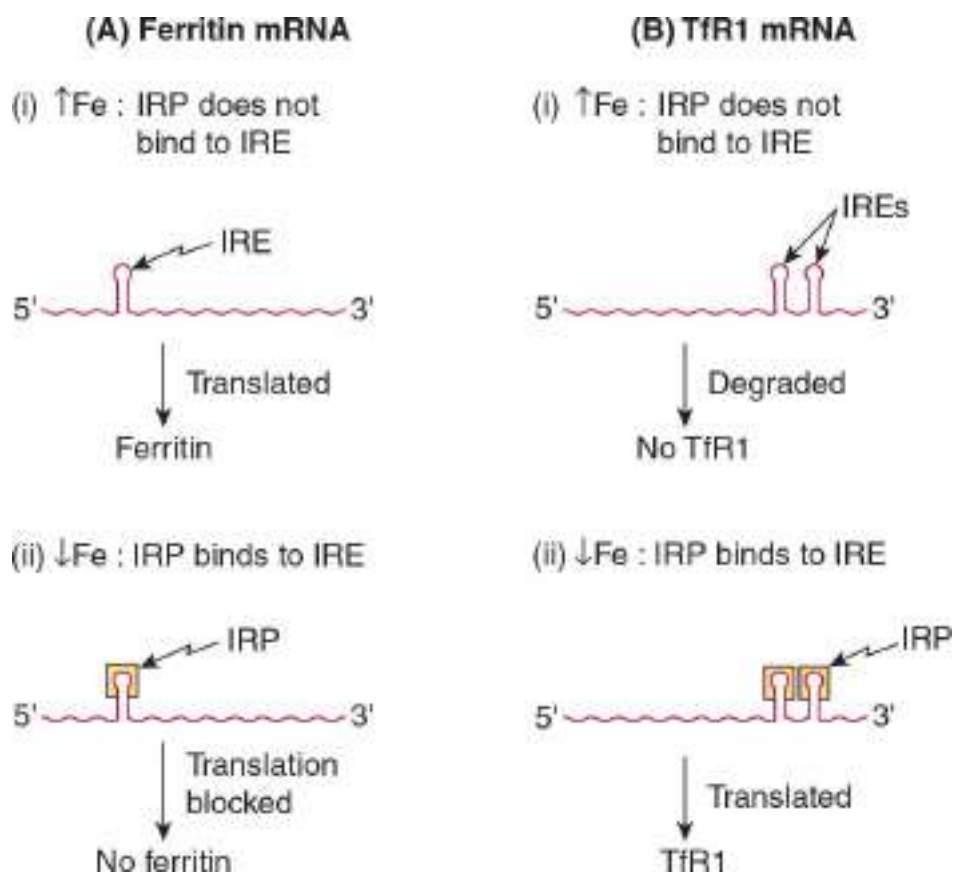 (A) Ferritin mRNA
(i) ↑Fe : IRP does not
bind to IRE
IRE
5' 3'
Translated
Ferritin
(ii) ↓Fe : IRP binds to IRE
IRP
5' 3'
Translation
blocked
No ferritin
(B) TfR1 mRNA
(i) ↑Fe : IRP does not
bind to IRE
IREs
5' 3'
Degraded
No TfR1
(ii) ↓Fe : IRP binds to IRE
IRP
5' 3'
Translated
TfR1